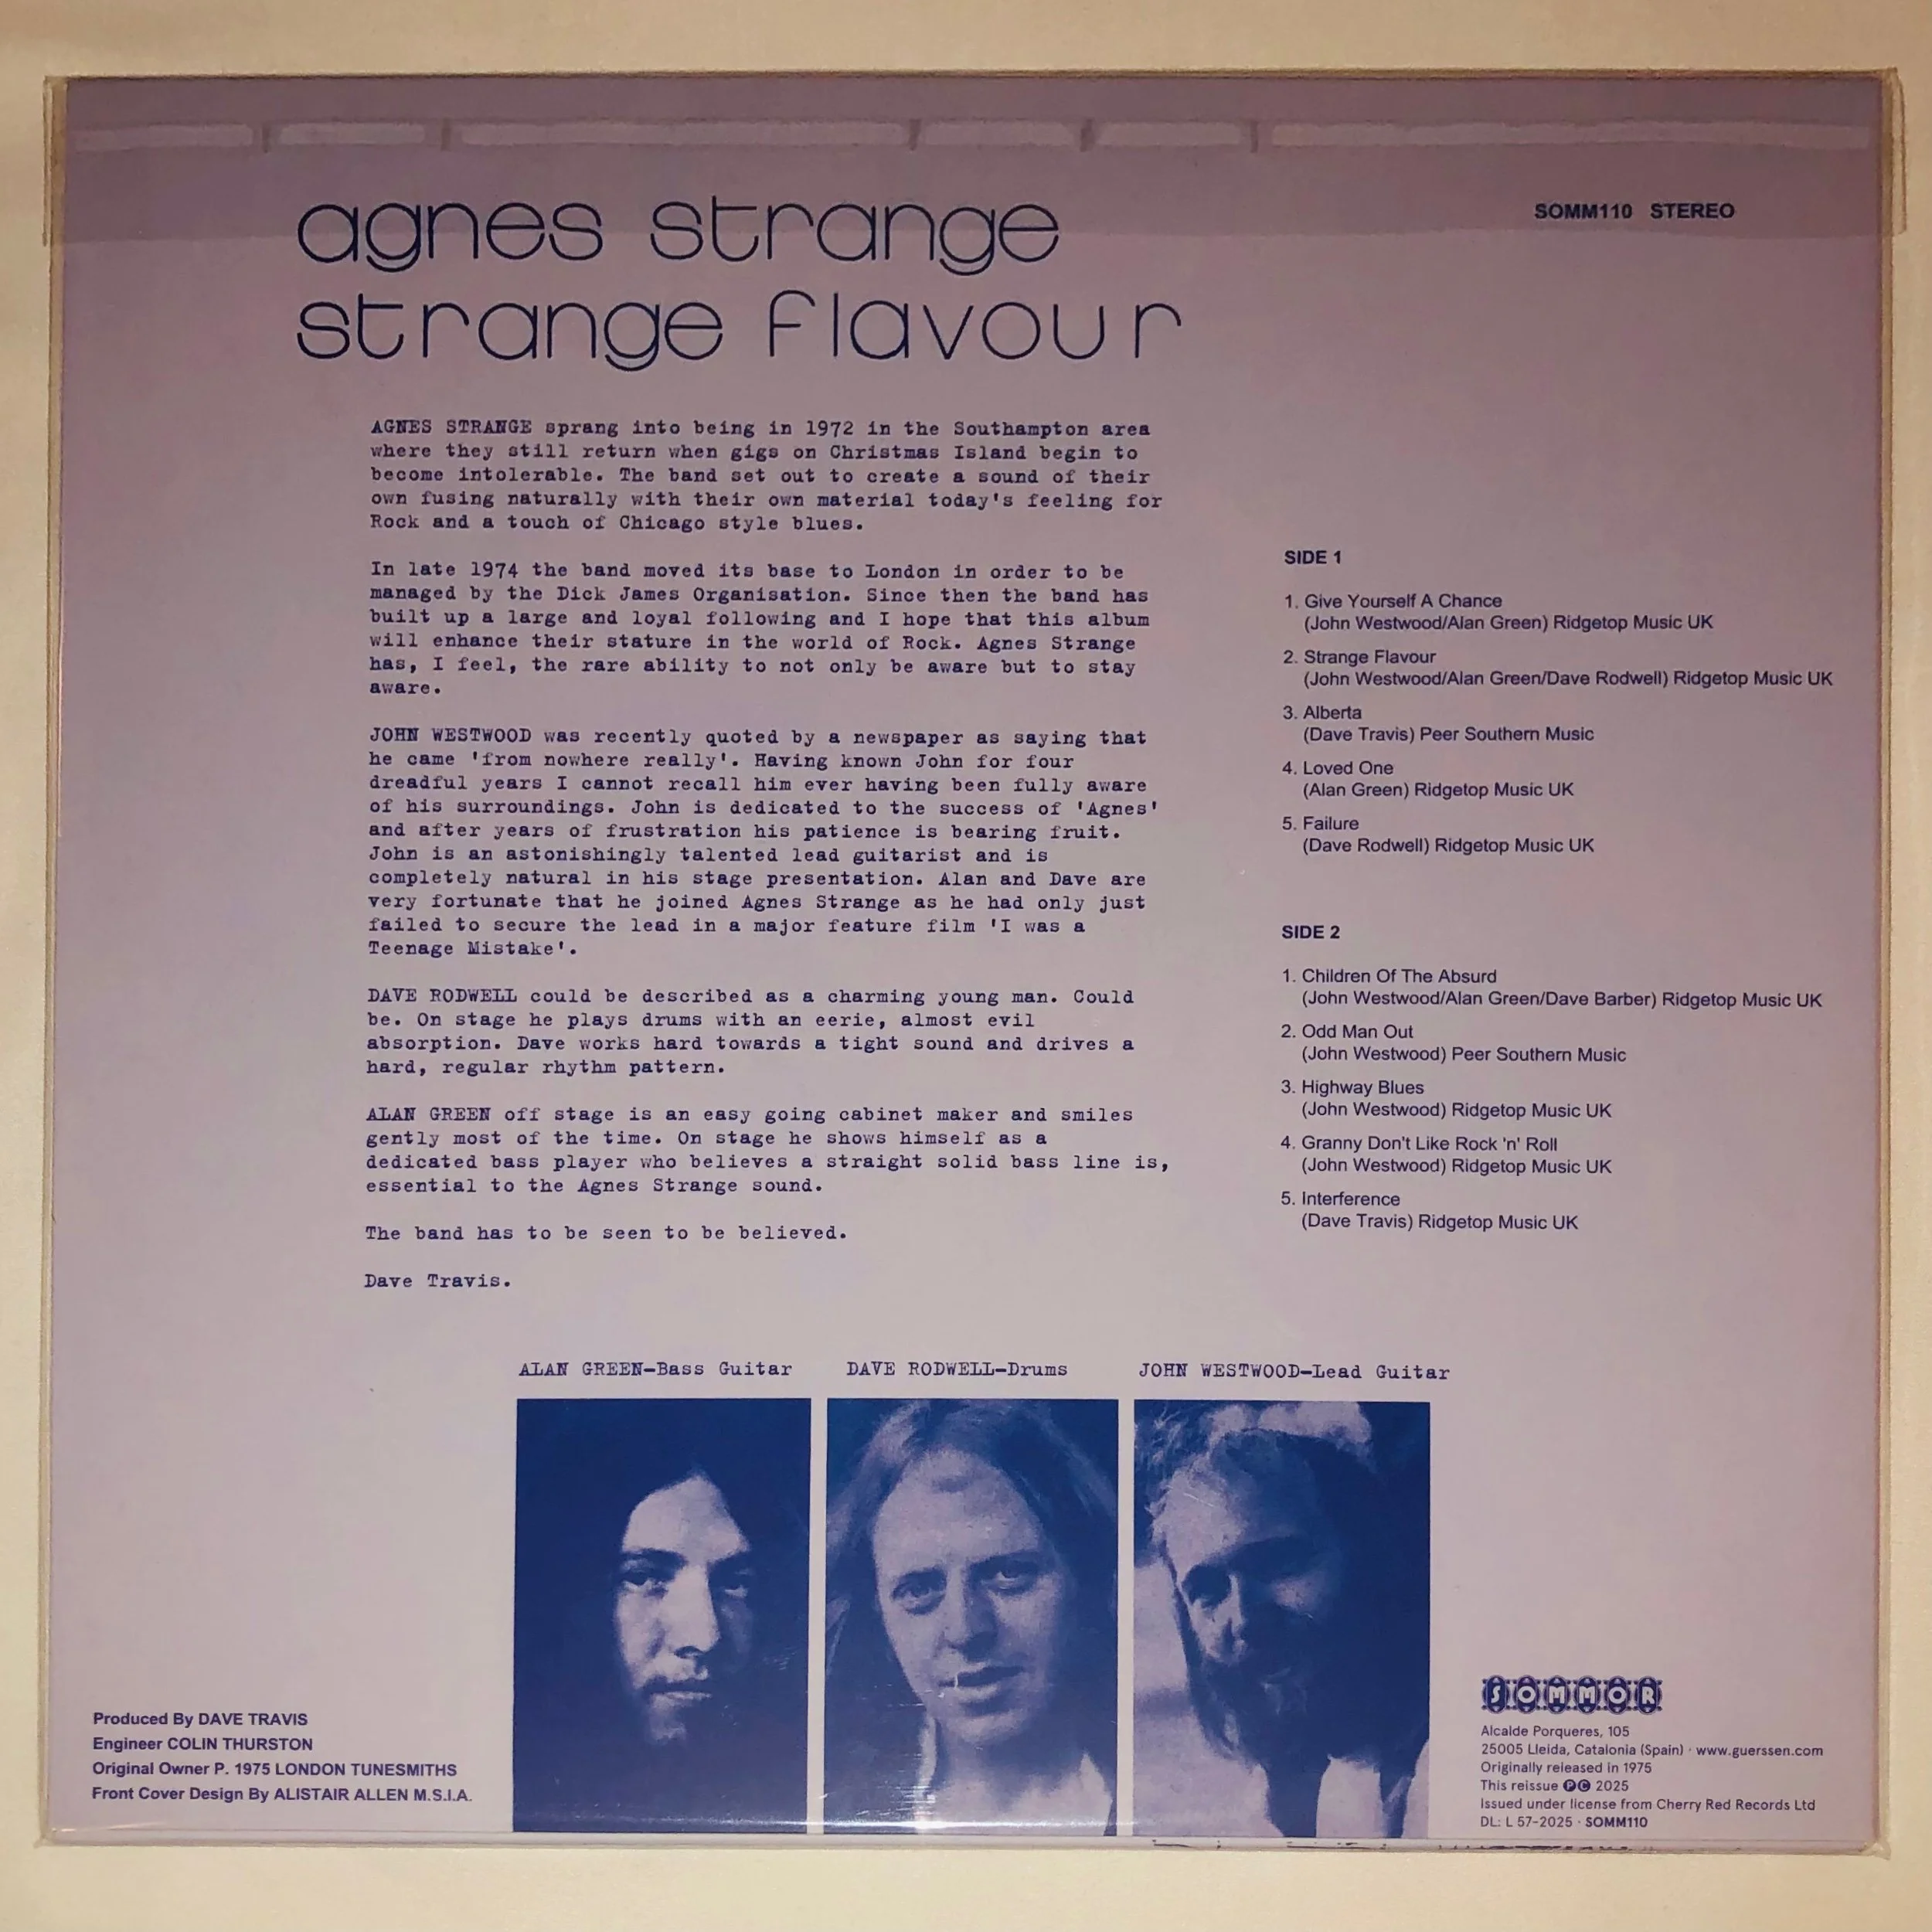 agnes strange
strange flavour
SOMM110 STEREO
AGNES STRANGE sprang into being in 1972 in the Southampton area
where they still return when gigs on Christmas Island begin to
become intolerable. The band set out to create a sound of their
own fusing naturally with their own material today's feeling for
Rock and a touch of Chicago style blues.
In late 1974 the band moved its base to London in order to be
managed by the Dick James Organisation. Since then the band has
built up a large and loyal following and I hope that this album
will enhance their stature in the world of Rock. Agnes Strange
has, I feel, the rare ability to not only be aware but to stay
aware.
JOHN WESTWOOD was recently quoted by a newspaper as saying that
he came 'from nowhere really'. Having known John for four
dreadful years I cannot recall him ever having been fully aware
of his surroundings. John is dedicated to the success of 'Agnes'
and after years of frustration his patience is bearing fruit.
John is an astonishingly talented lead guitarist and is
completely natural in his stage presentation. Alan and Dave are
very fortunate that he joined Agnes Strange as he had only just
failed to secure the lead in a major feature film 'I was a
Teenage Mistake'.
DAVE RODWELL could be described as a charming young man. Could
be. On stage he plays drums with an eerie, almost evil
absorption. Dave works hard towards a tight sound and drives a
hard, regular rhythm pattern.
ALAN GREEN off stage is an easy going cabinet maker and smiles
gently most of the time. On stage he shows himself as a
dedicated bass player who believes a straight solid bass line is,
essential to the Agnes Strange sound.
The band has to be seen to be believed.
Dave Travis.
SIDE 1
1. Give Yourself A Chance
(John Westwood/Alan Green) Ridgetop Music UK
2. Strange Flavour
(John Westwood/Alan Green/Dave Rodwell) Ridgetop Music UK
3. Alberta
(Dave Travis) Peer Southern Music
4. Loved One
(Alan Green) Ridgetop Music UK
5. Failure
(Dave Rodwell) Ridgetop Music UK
SIDE 2
1. Children Of The Absurd
(John Westwood/Alan Green/Dave Barber) Ridgetop Music UK
2. Odd Man Out
(John Westwood) Peer Southern Music
3. Highway Blues
(John Westwood) Ridgetop Music UK
4. Granny Don't Like Rock 'n' Roll
(John Westwood) Ridgetop Music UK
5. Interference
(Dave Travis) Ridgetop Music UK
ALAN GREEN-Bass Guitar
DAVE RODWELL-Drums
JOHN WESTWOOD-Lead Guitar
Produced By DAVE TRAVIS
Engineer COLIN THURSTON
Original Owner P. 1975 LONDON TUNESMITHS
Front Cover Design By ALISTAIR ALLEN M.S.I.A.
SOMMOR
Alcalde Porqueres, 105
25005 Lleida, Catalonia (Spain) · www.guerssen.com
Originally released in 1975
This reissue ℗© 2025
Issued under license from Cherry Red Records Ltd
DL: L 57-2025 · SOMM110